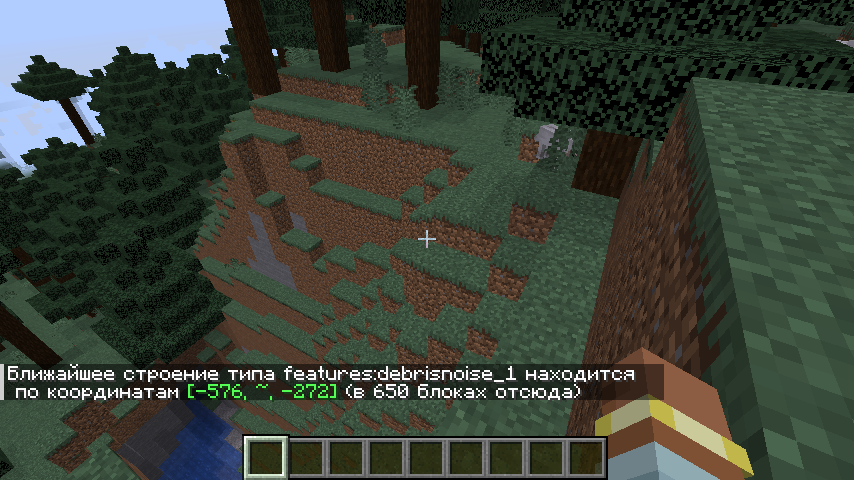 Ближайшее строение типа features:debrisnoise_1 находится
по координатам [-576, ~, -272] (в 650 блоках отсюда)